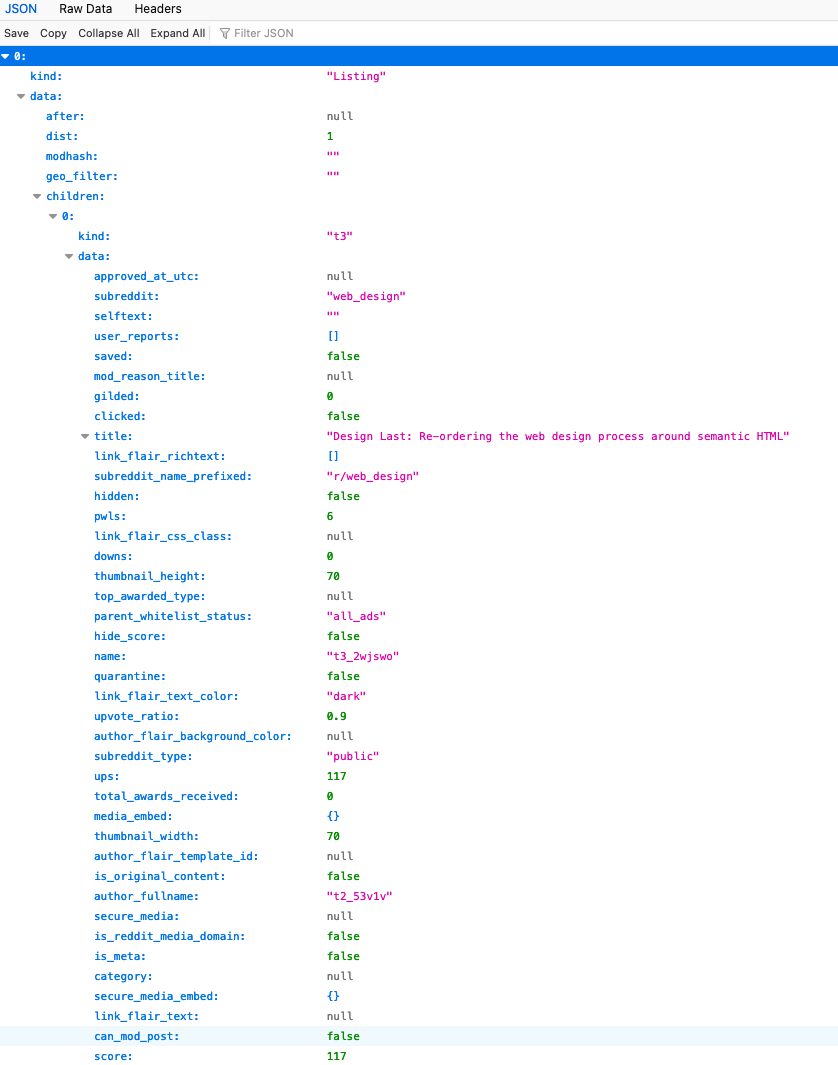 JSON Raw Data Headers
Save Copy Collapse All Expand All Filter JSON
0:
kind: "Listing"
data:
after: null
dist: 1
modhash: ""
geo_filter: ""
children:
0:
kind: "t3"
data:
approved_at_utc: null
subreddit: "web_design"
selftext: ""
user_reports: []
saved: false
mod_reason_title: null
gilded: 0
clicked: false
title: "Design Last: Re-ordering the web design process around semantic HTML"
link_flair_richtext: []
subreddit_name_prefixed: "r/web_design"
hidden: false
pwls: 6
link_flair_css_class: null
downs: 0
thumbnail_height: 70
top_awarded_type: null
parent_whitelist_status: "all_ads"
hide_score: false
name: "t3_2wjswo"
quarantine: false
link_flair_text_color: "dark"
upvote_ratio: 0.9
author_flair_background_color: null
subreddit_type: "public"
ups: 117
total_awards_received: 0
media_embed: {}
thumbnail_width: 70
author_flair_template_id: null
is_original_content: false
author_fullname: "t2_53v1v"
secure_media: null
is_reddit_media_domain: false
is_meta: false
category: null
secure_media_embed: {}
link_flair_text: null
can_mod_post: false
score: 117